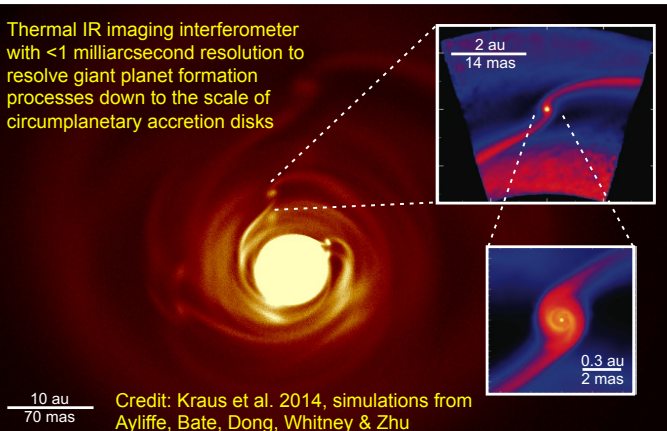 Thermal IR imaging interferometer
with <1 milliarcsecond resolution to
resolve giant planet formation
processes down to the scale of
circumplanetary accretion disks
2 au
14 mas
0.3 au
2 mas
10 au
70 mas
Credit: Kraus et al. 2014, simulations from
Ayliffe, Bate, Dong, Whitney & Zhu